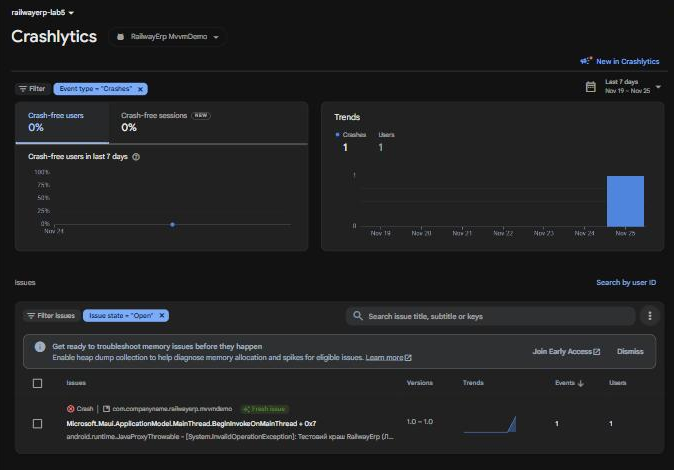 railwayerp-lab5
Crashlytics
RailwayErp MvvmDemo
New in Crashlytics
Filter
Event type = "Crashes" ×
Last 7 days
Nov 19 – Nov 25
Crash-free users
0%
Crash-free sessions NEW
0%
Crash-free users in last 7 days
100%
75%
50%
25%
0%
Nov 24
Trends
Crashes
1
Users
1
1
0
Nov 19 Nov 20 Nov 21 Nov 22 Nov 23 Nov 24 Nov 25
Issues
Search by user ID
Filter issues
Issue state = "Open" ×
Search issue title, subtitle or keys
Get ready to troubleshoot memory issues before they happen
Enable heap dump collection to help diagnose memory allocation and spikes for eligible issues. Learn more
Join Early Access
Dismiss
Issues Versions Trends Events Users
Crash | com.companyname.railwayerp.mvvmdemo Fresh issue
Microsoft.Maui.ApplicationModel.MainThread.BeginInvokeOnMainThread + 0x7
android.runtime.JavaProxyThrowable – [System.InvalidOperationException]: Тестовий краш RailwayErp (Л...
1.0 – 1.0
1
1